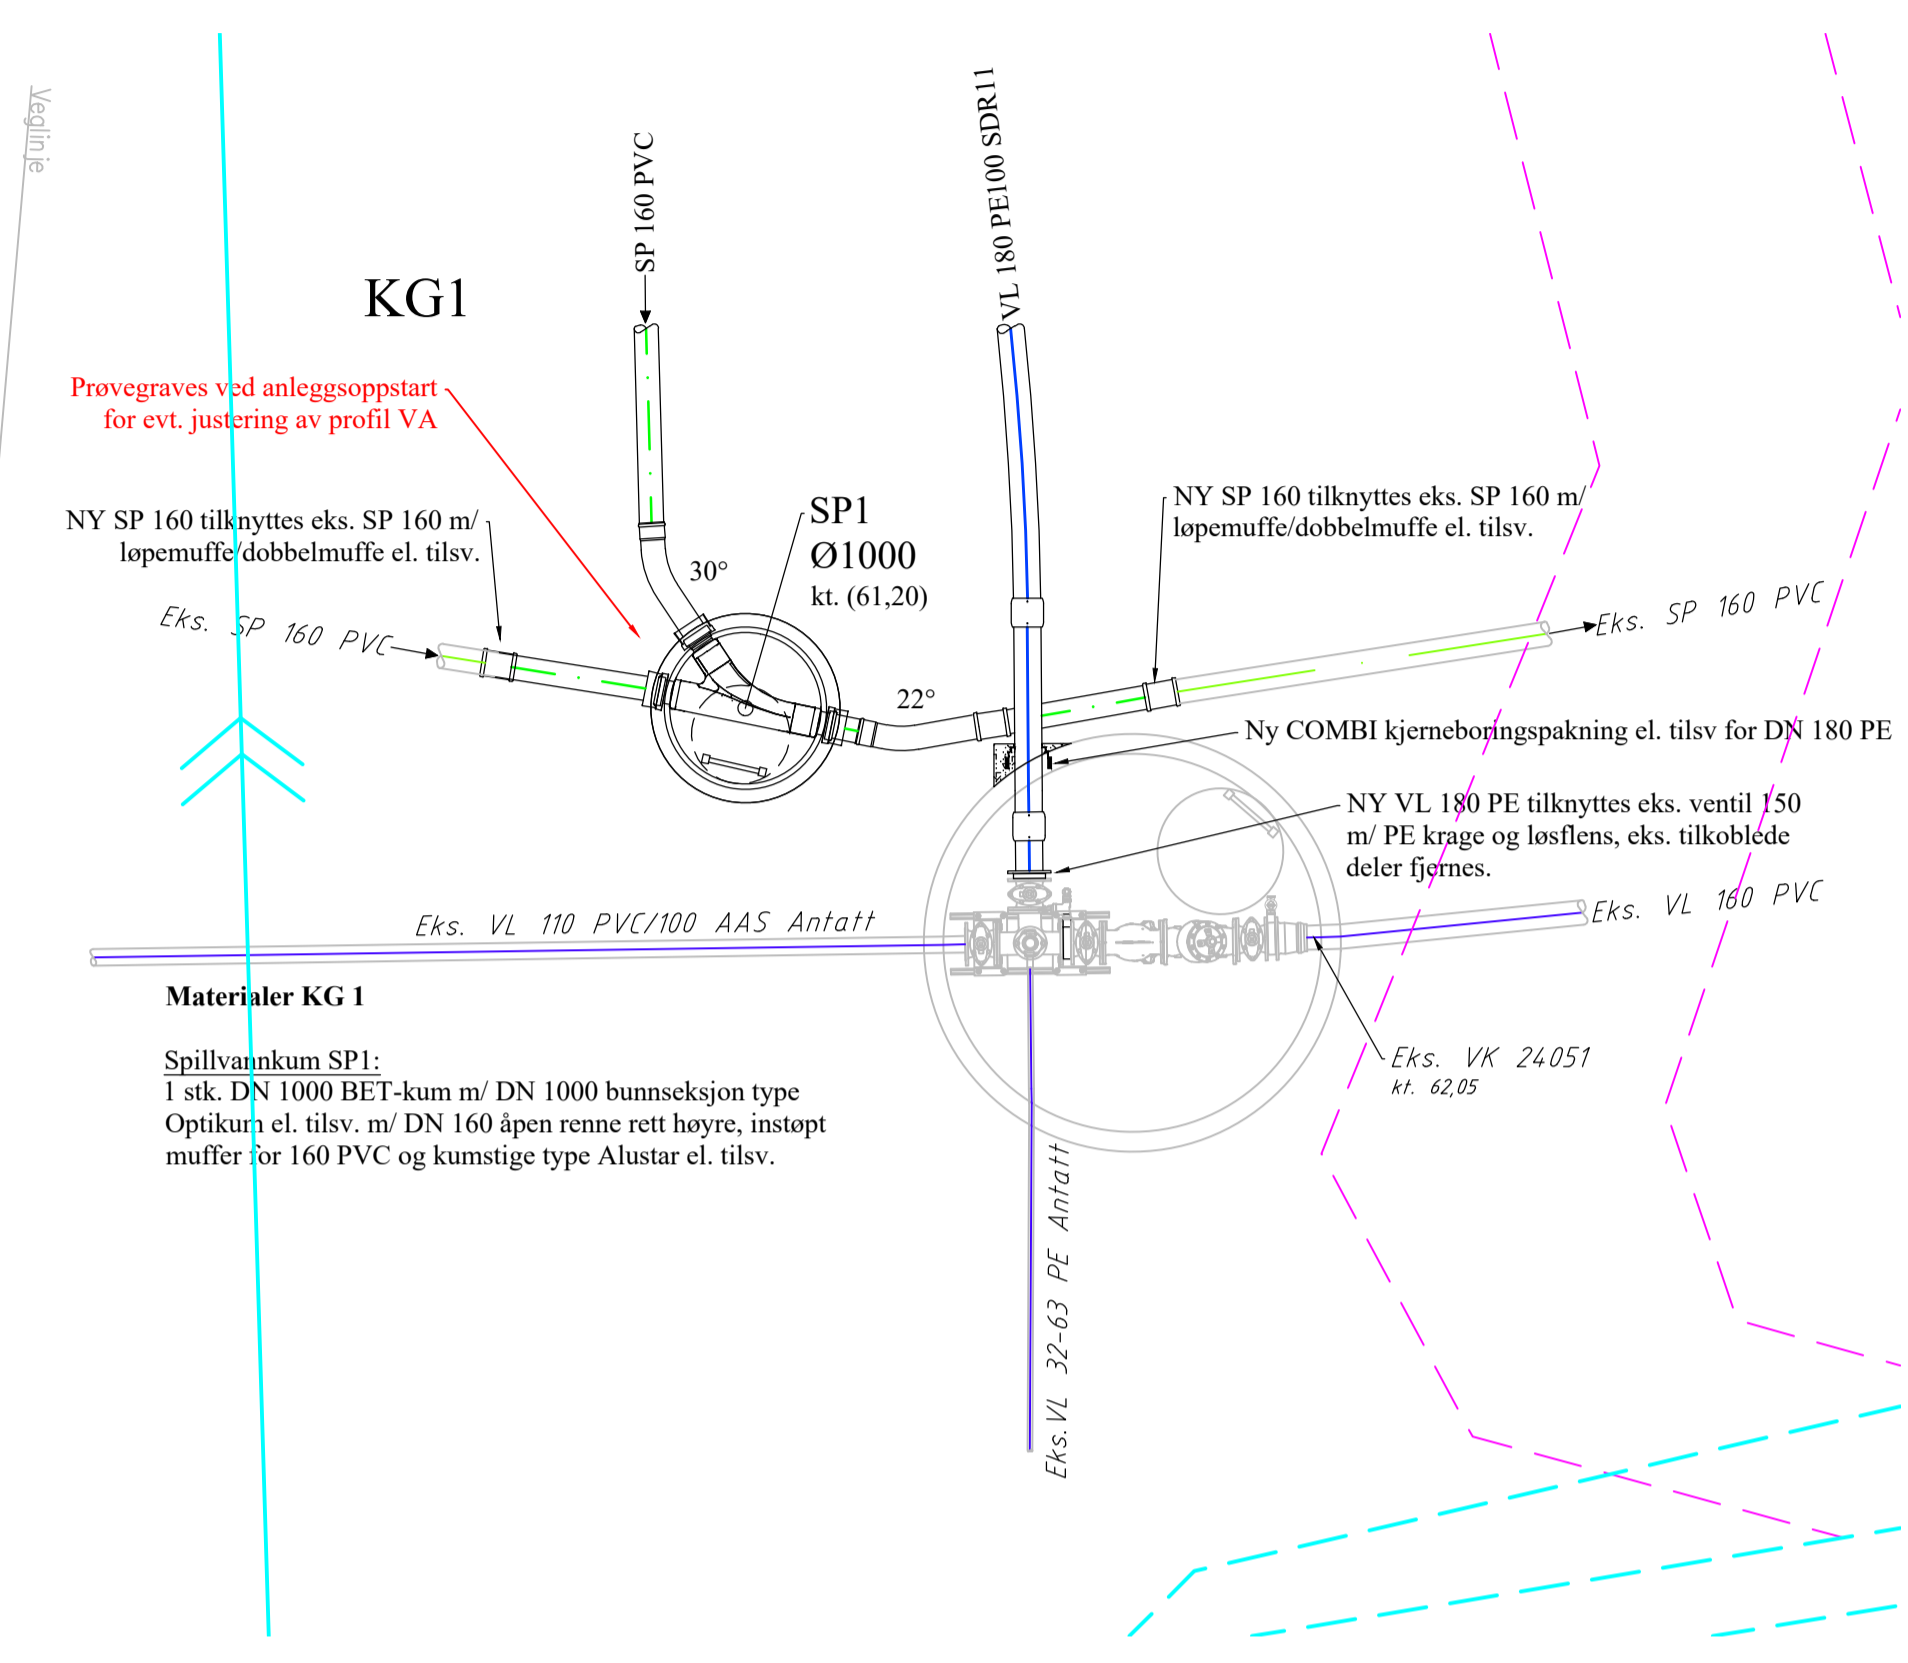 Veglinje
SP 160 PVC
VL 180 PE100 SDR11
KG1
Prøvegraves ved anleggsoppstart
for evt. justering av profil VA
NY SP 160 tilknyttes eks. SP 160 m/
løpemuffe/dobbelmuffe el. tilsv.
30°
SP1
Ø1000
kt. (61,20)
NY SP 160 tilknyttes eks. SP 160 m/
løpemuffe/dobbelmuffe el. tilsv.
Eks. SP 160 PVC
Eks. SP 160 PVC
22°
Ny COMBI kjerneboringspakning el. tilsv for DN 180 PE
NY VL 180 PE tilknyttes eks. ventil 150
m/ PE krage og løsflens, eks. tilkoblede
deler fjernes.
Eks. VL 110 PVC/100 AAS Antatt
Eks. VL 160 PVC
Materialer KG 1
Spillvannkum SP1:
1 stk. DN 1000 BET-kum m/ DN 1000 bunnseksjon type
Optikum el. tilsv. m/ DN 160 åpen renne rett høyre, instøpt
muffer for 160 PVC og kumstige type Alustar el. tilsv.
Eks. VK 24051
kt. 62,05
Eks.VL 32-63 PE Antatt